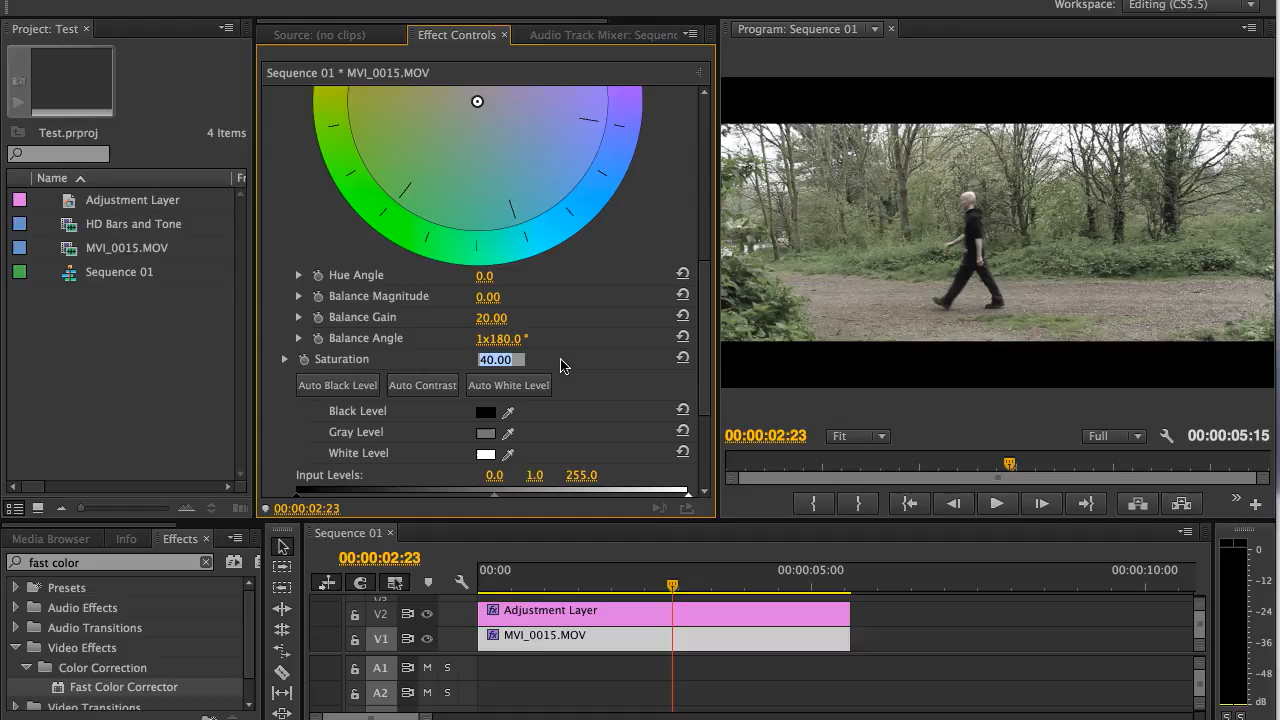 Workspace: Editing (CS5.5)
Project: Test
Source: (no clips)
Effect Controls
Audio Track Mixer: Sequenc
Program: Sequence 01
Sequence 01 * MVI_0015.MOV
Test.prproj
4 Items
Name
Fr
Adjustment Layer
HD Bars and Tone
MVI_0015.MOV
Sequence 01
Hue Angle 0.0
Balance Magnitude 0.00
Balance Gain 20.00
Balance Angle 1x180.0 °
Saturation 40.00
Auto Black Level Auto Contrast Auto White Level
Black Level
Gray Level
White Level
Input Levels: 0.0 1.0 255.0
00:00:02:23
00:00:02:23 Fit Full 00:00:05:15
Media Browser Info Effects
fast color
Presets
Audio Effects
Audio Transitions
Video Effects
Color Correction
Fast Color Corrector
Video Transitions
Sequence 01
00:00:02:23
00:00 00:00:05:00 00:00:10:00
V2 Adjustment Layer
V1 MVI_0015.MOV
A1 M S
A2 M S
0
-12
-24
-36
-48
dB
S S